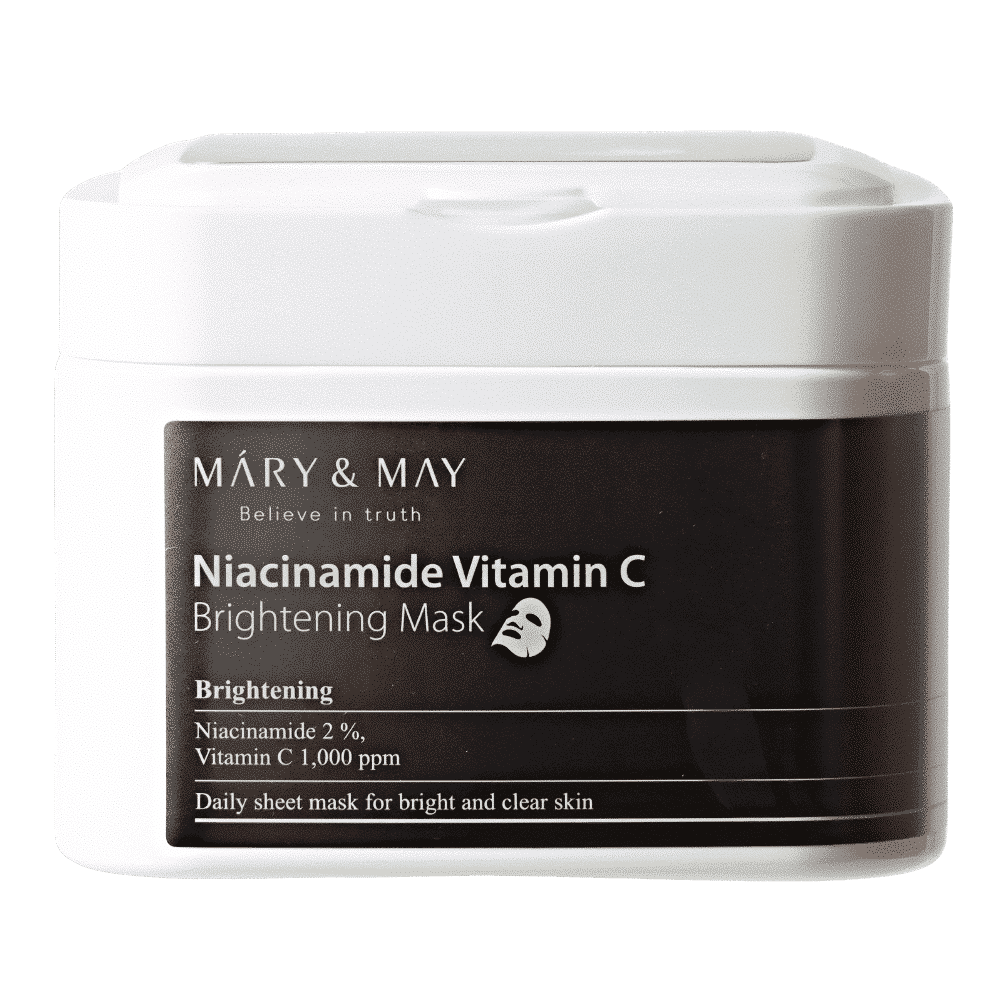 MÁRY & MAY
Believe in truth
Niacinamide Vitamin C
Brightening Mask
Brightening
Niacinamide 2 %,
Vitamin C 1,000 ppm
Daily sheet mask for bright and clear skin